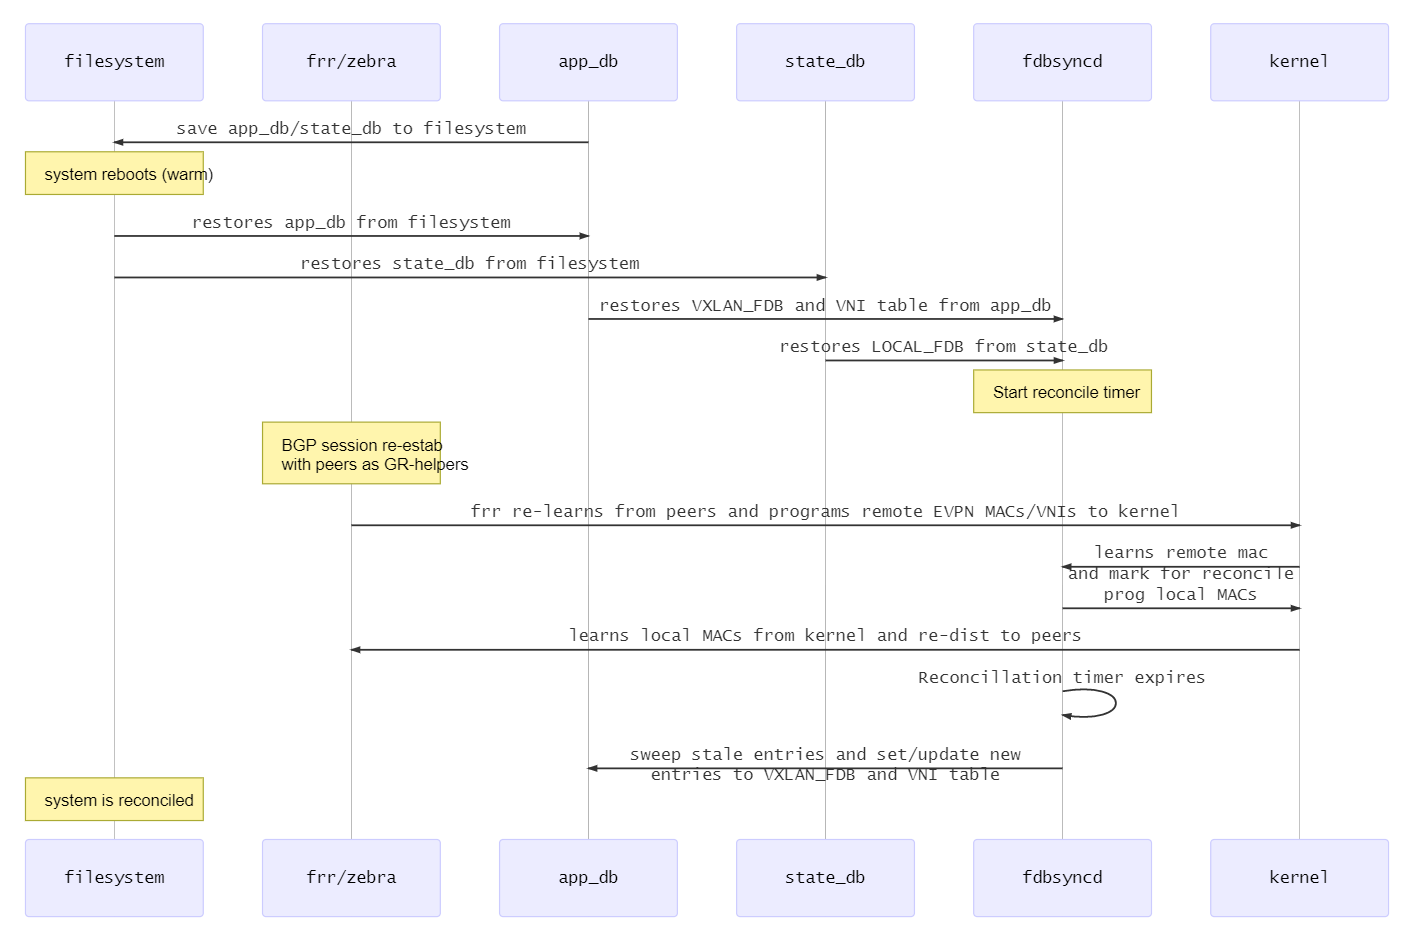 filesystem
frr/zebra
app_db
state_db
fdbsyncd
kernel
save app_db/state_db to filesystem
system reboots (warm)
restores app_db from filesystem
restores state_db from filesystem
restores VXLAN_FDB and VNI table from app_db
restores LOCAL_FDB from state_db
Start reconcile timer
BGP session re-estab
with peers as GR-helpers
frr re-learns from peers and programs remote EVPN MACs/VNIs to kernel
learns remote mac
and mark for reconcile
prog local MACs
learns local MACs from kernel and re-dist to peers
Reconcillation timer expires
sweep stale entries and set/update new
entries to VXLAN_FDB and VNI table
system is reconciled
filesystem
frr/zebra
app_db
state_db
fdbsyncd
kernel